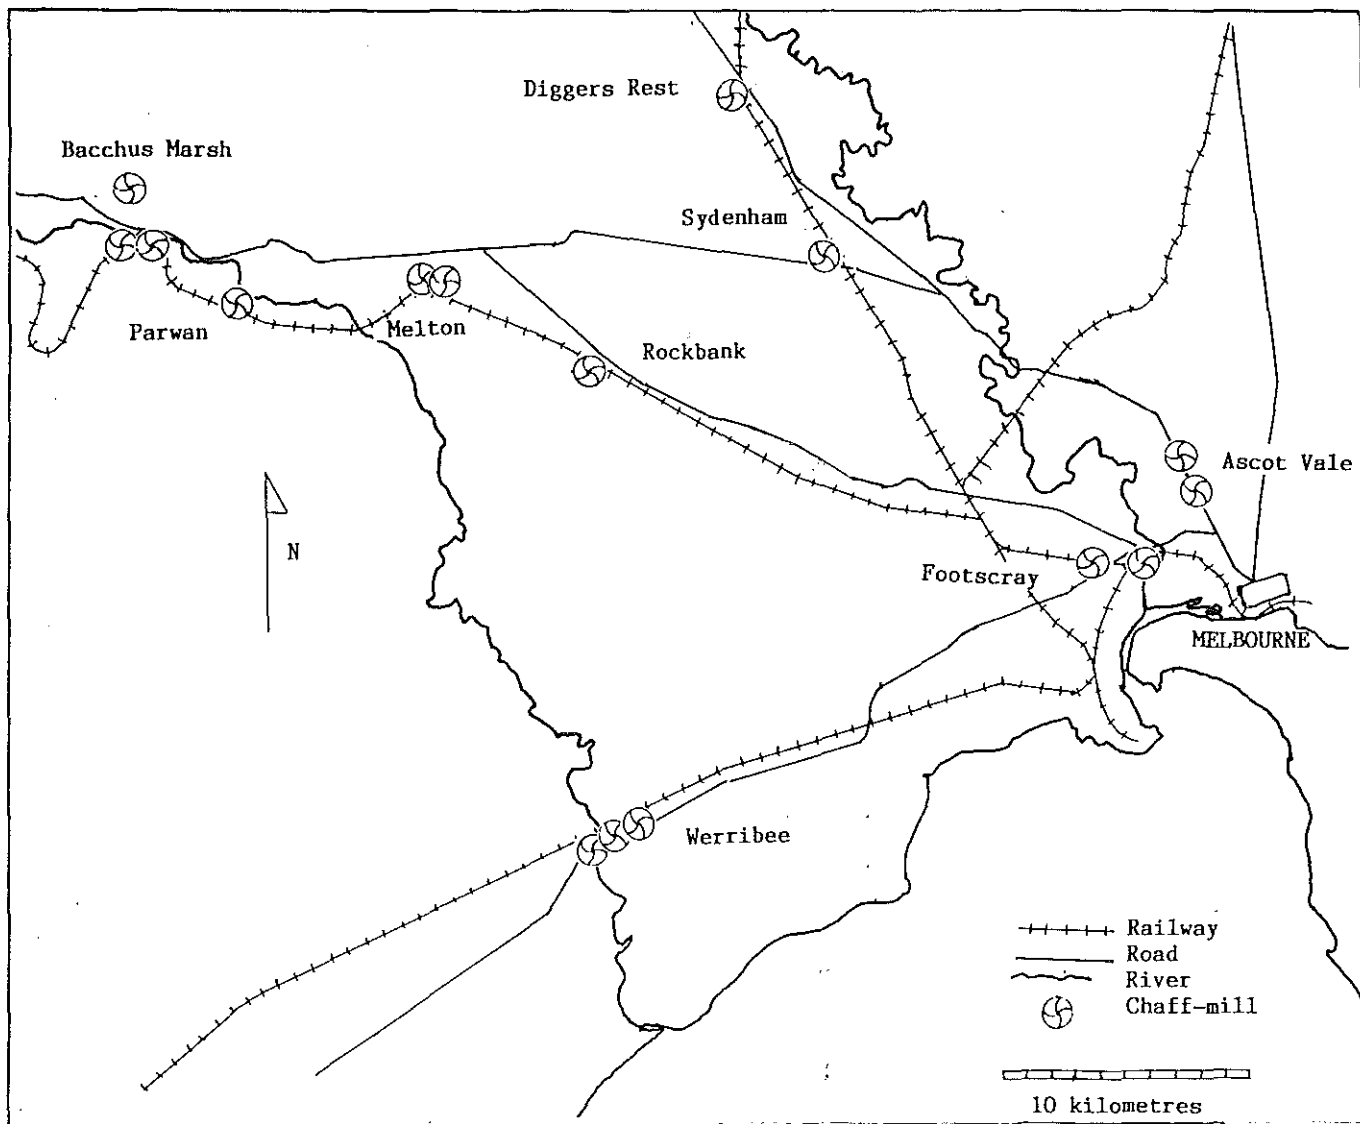 Diggers Rest
Bacchus Marsh
Sydenham
Parwan
Melton
Rockbank
Ascot Vale
N
Footscray
MELBOURNE
Werribee
Railway
Road
River
Chaff-mill
10 kilometres